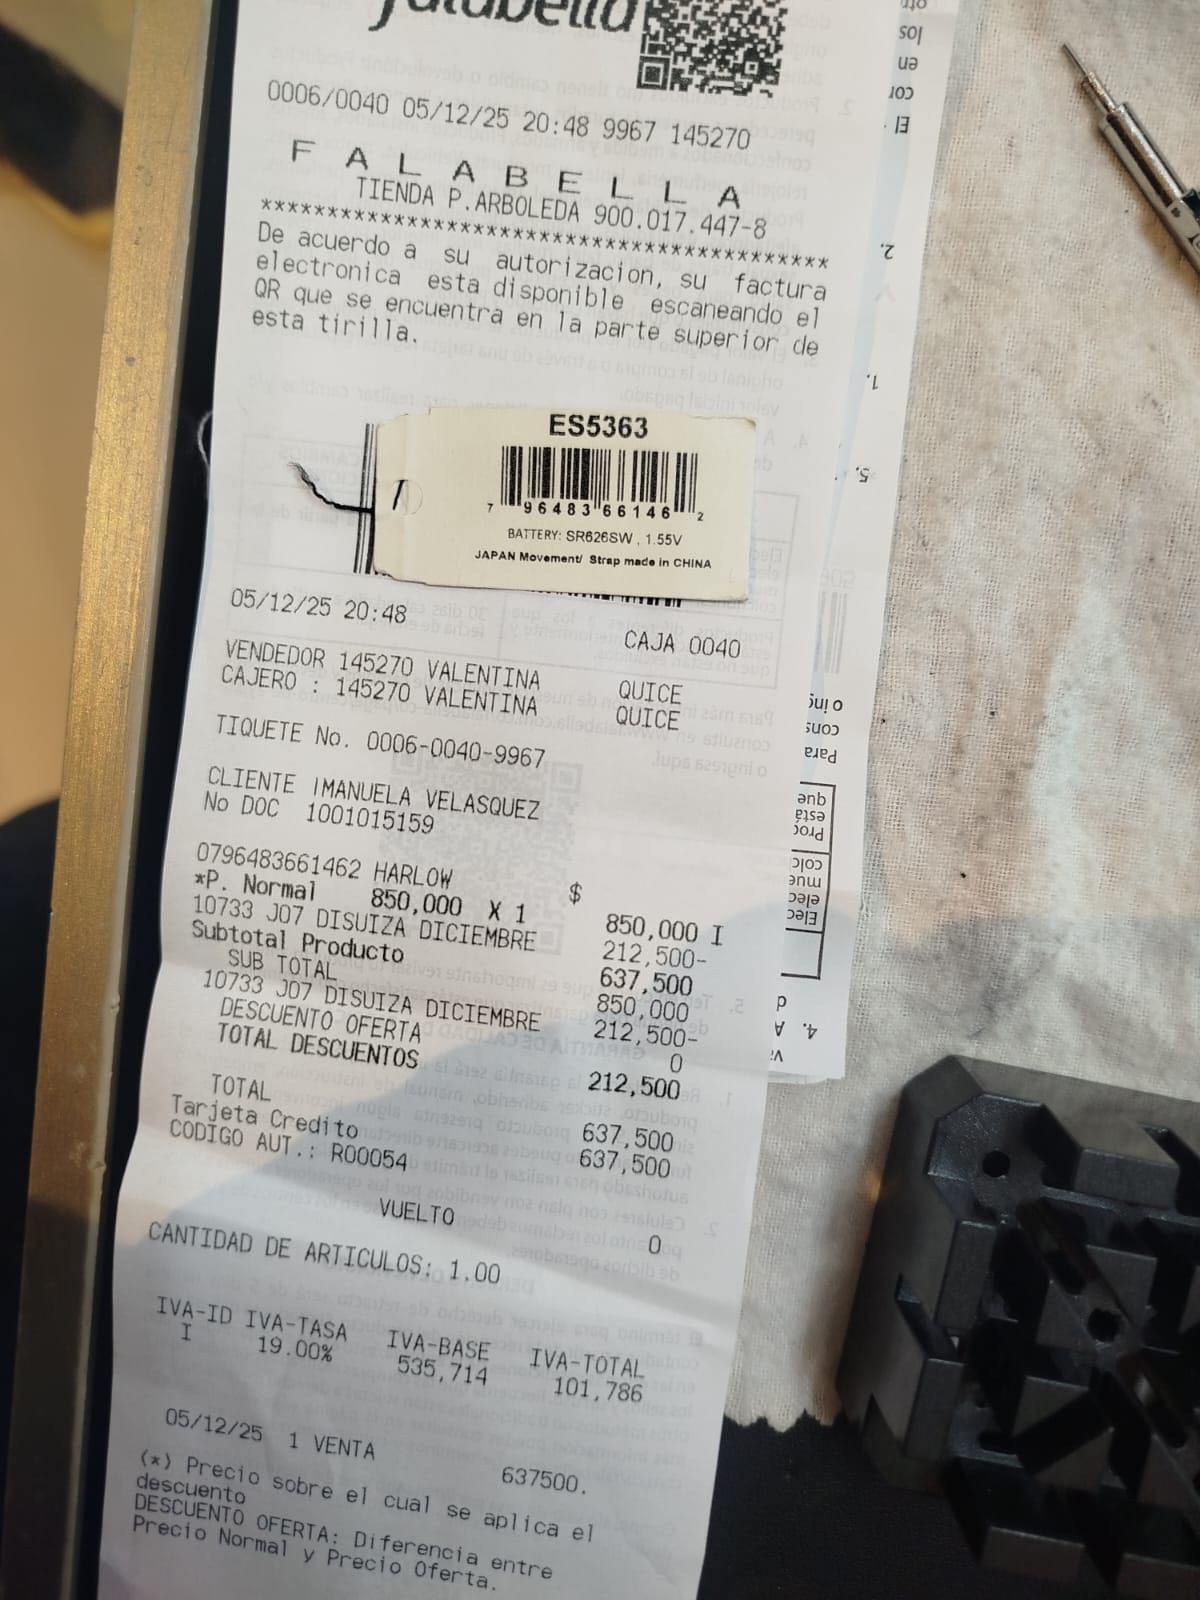 falabella
0006/0040 05/12/25 20:48 9967 145270
F A L A B E L L A
TIENDA P.ARBOLEDA 900.017.447-8
******************************************
De acuerdo a su autorizacion, su factura
electronica esta disponible escaneando el
QR que se encuentra en la parte superior de
esta tirilla.
ES5363
7 96483 66146 2
BATTERY: SR626SW , 1.55V
JAPAN Movement/ Strap made in CHINA
05/12/25 20:48 CAJA 0040
VENDEDOR 145270 VALENTINA QUICE
CAJERO : 145270 VALENTINA QUICE
TIQUETE No. 0006-0040-9967
CLIENTE IMANUELA VELASQUEZ
No DOC 1001015159
0796483661462 HARLOW $ 850,000 I
*P. Normal 850,000 X 1
10733 J07 DISUIZA DICIEMBRE 212,500-
Subtotal Producto 637,500
SUB TOTAL 850,000
10733 J07 DISUIZA DICIEMBRE 212,500-
DESCUENTO OFERTA 0
TOTAL DESCUENTOS 212,500
TOTAL 637,500
Tarjeta Credito 637,500
CODIGO AUT.: R00054
VUELTO 0
CANTIDAD DE ARTICULOS: 1.00
IVA-ID IVA-TASA IVA-BASE IVA-TOTAL
I 19.00% 535,714 101,786
05/12/25 1 VENTA 637500.
(*) Precio sobre el cual se aplica el
descuento
DESCUENTO OFERTA: Diferencia entre
Precio Normal y Precio Oferta.